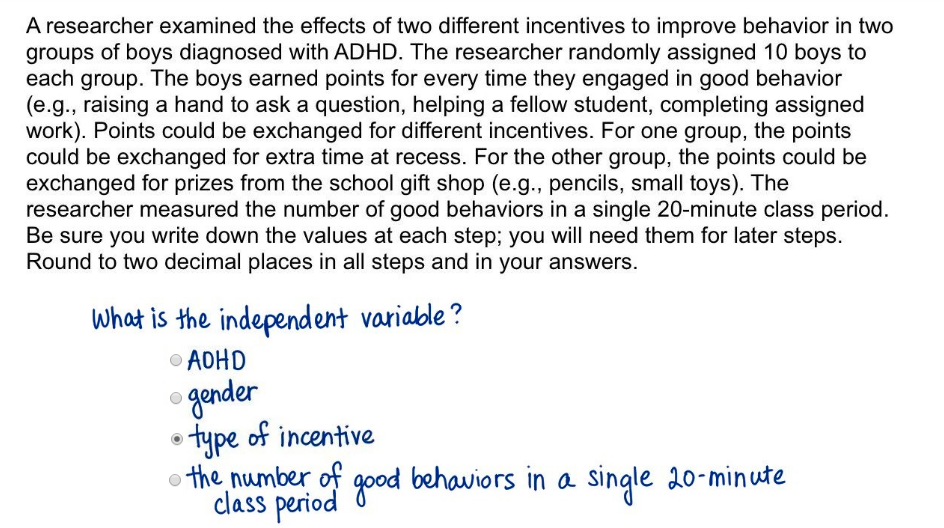 A researcher examined the effects of two different incentives to improve behavior in two
groups of boys diagnosed with ADHD. The researcher randomly assigned 10 boys to
each group. The boys earned points for every time they engaged in good behavior
(e.g., raising a hand to ask a question, helping a fellow student, completing assigned
work). Points could be exchanged for different incentives. For one group, the points
could be exchanged for extra time at recess. For the other group, the points could be
exchanged for prizes from the school gift shop (e.g., pencils, small toys). The
researcher measured the number of good behaviors in a single 20-minute class period.
Be sure you write down the values at each step; you will need them for later steps.
Round to two decimal places in all steps and in your answers.
What is the independent variable?
ADHD
gender
type of incentive
the number of good behaviors in a single 20-minute
class period